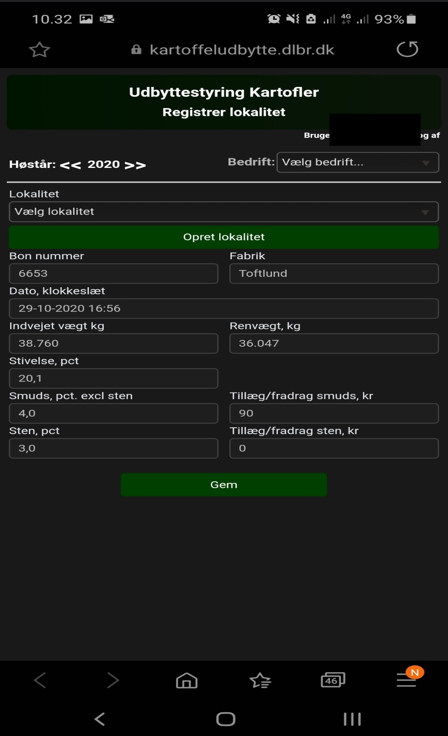 10.32 4G 93%
kartoffeludbytte.dlbr.dk
Udbyttestyring Kartofler
Registrer lokalitet
Bruge og af
Høstår: << 2020 >> Bedrift: Vælg bedrift...
Lokalitet
Vælg lokalitet
Opret lokalitet
Bon nummer Fabrik
6653 Toftlund
Dato, klokkeslæt
29-10-2020 16:56
Indvejet vægt kg Renvægt, kg
38.760 36.047
Stivelse, pct
20,1
Smuds, pct. excl sten Tillæg/fradrag smuds, kr
4,0 90
Sten, pct Tillæg/fradrag sten, kr
3,0 0
Gem
46 N